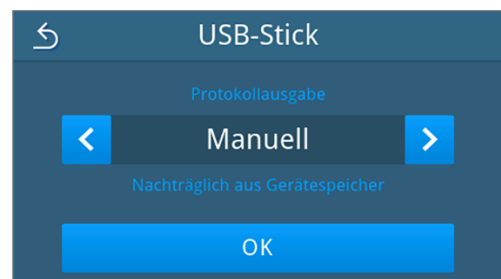 USB-Stick
Protokollausgabe
Manuell
Nachträglich aus Gerätespeicher
OK